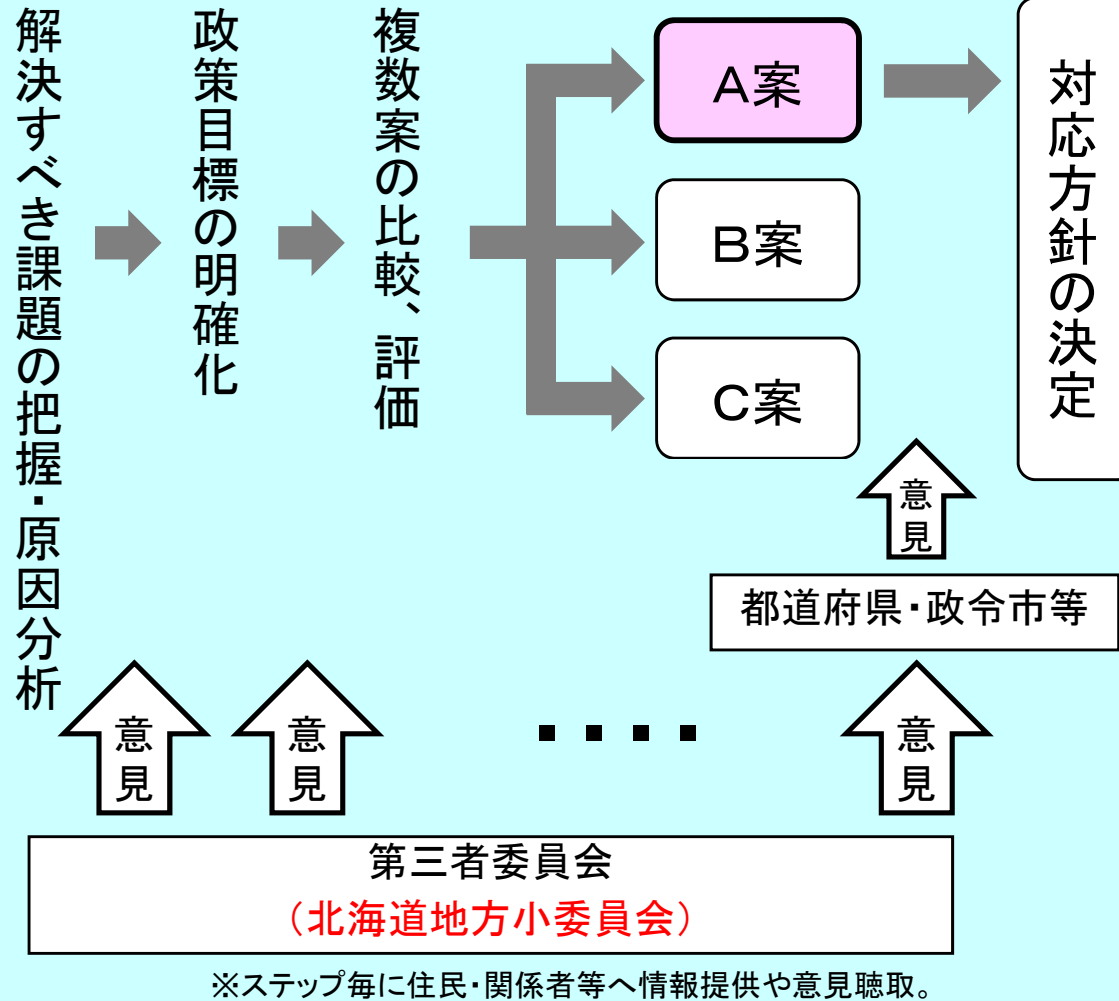 解決すべき課題の把握・原因分析
政策目標の明確化
複数案の比較、評価
A案
B案
C案
対応方針の決定
意見
都道府県・政令市等
意見
意見
・・・・
意見
第三者委員会
（北海道地方小委員会）
※ステップ毎に住民・関係者等へ情報提供や意見聴取。